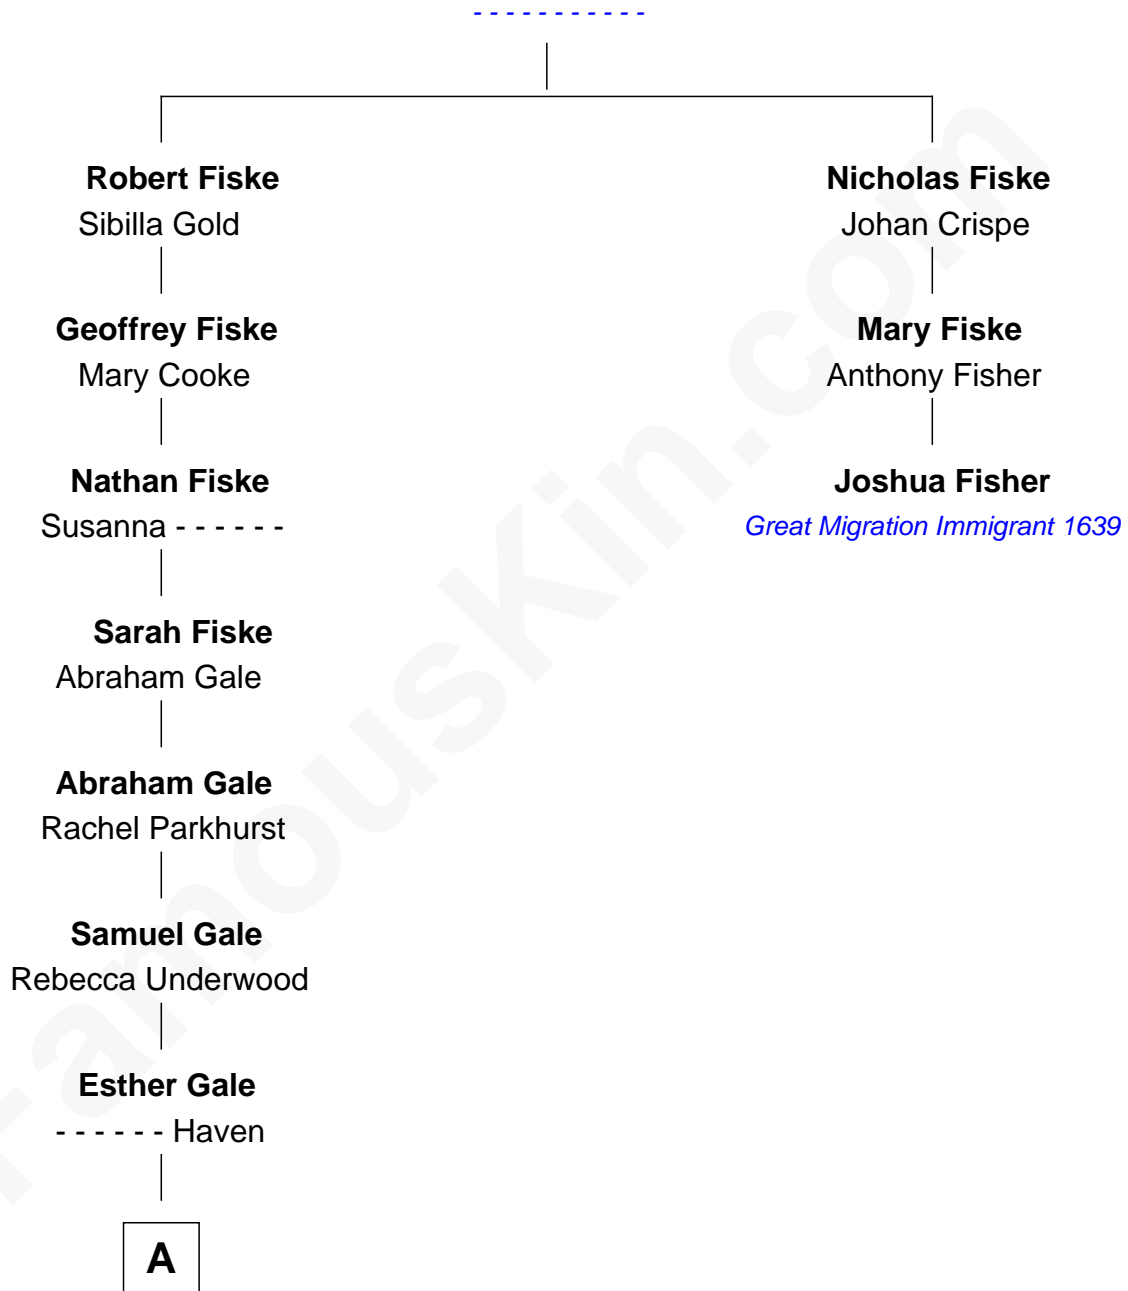 - - - - - - - - - - -
Robert Fiske
Sibilla Gold
Nicholas Fiske
Johan Crispe
Geoffrey Fiske
Mary Cooke
Mary Fiske
Anthony Fisher
Nathan Fiske
Susanna - - - - - -
Joshua Fisher
Great Migration Immigrant 1639
Sarah Fiske
Abraham Gale
Abraham Gale
Rachel Parkhurst
Samuel Gale
Rebecca Underwood
Esther Gale
- - - - - - Haven
A
FamousKin.com